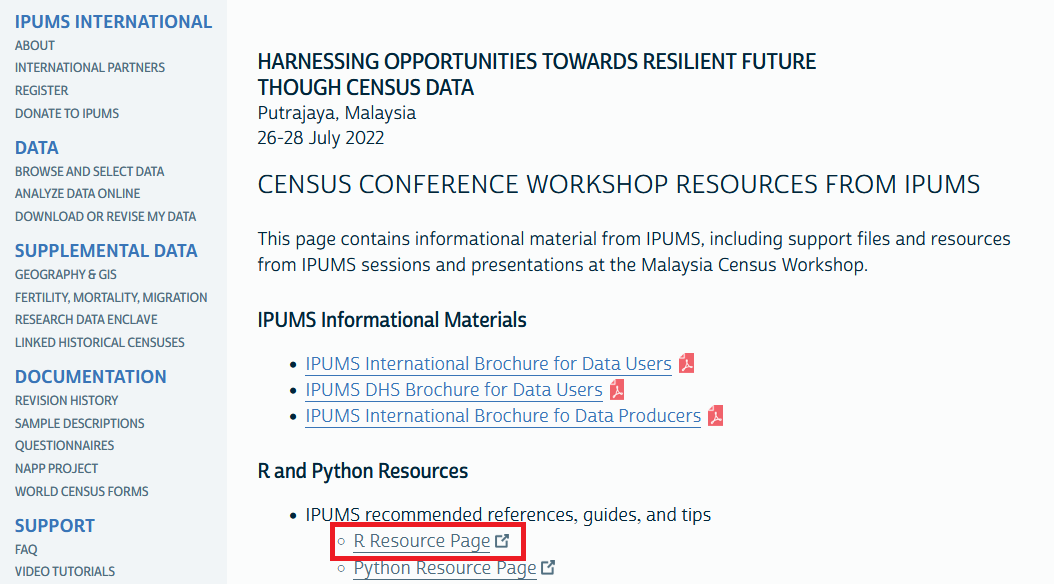 IPUMS INTERNATIONAL
ABOUT
INTERNATIONAL PARTNERS
REGISTER
DONATE TO IPUMS
DATA
BROWSE AND SELECT DATA
ANALYZE DATA ONLINE
DOWNLOAD OR REVISE MY DATA
SUPPLEMENTAL DATA
GEOGRAPHY & GIS
FERTILITY, MORTALITY, MIGRATION
RESEARCH DATA ENCLAVE
LINKED HISTORICAL CENSUSES
DOCUMENTATION
REVISION HISTORY
SAMPLE DESCRIPTIONS
QUESTIONNAIRES
NAPP PROJECT
WORLD CENSUS FORMS
SUPPORT
FAQ
VIDEO TUTORIALS
HARNESSING OPPORTUNITIES TOWARDS RESILIENT FUTURE
THOUGH CENSUS DATA
Putrajaya, Malaysia
26-28 July 2022
CENSUS CONFERENCE WORKSHOP RESOURCES FROM IPUMS
This page contains informational material from IPUMS, including support files and resources
from IPUMS sessions and presentations at the Malaysia Census Workshop.
IPUMS Informational Materials
• IPUMS International Brochure for Data Users
• IPUMS DHS Brochure for Data Users
• IPUMS International Brochure fo Data Producers
R and Python Resources
• IPUMS recommended references, guides, and tips
○ R Resource Page
○ Python Resource Page